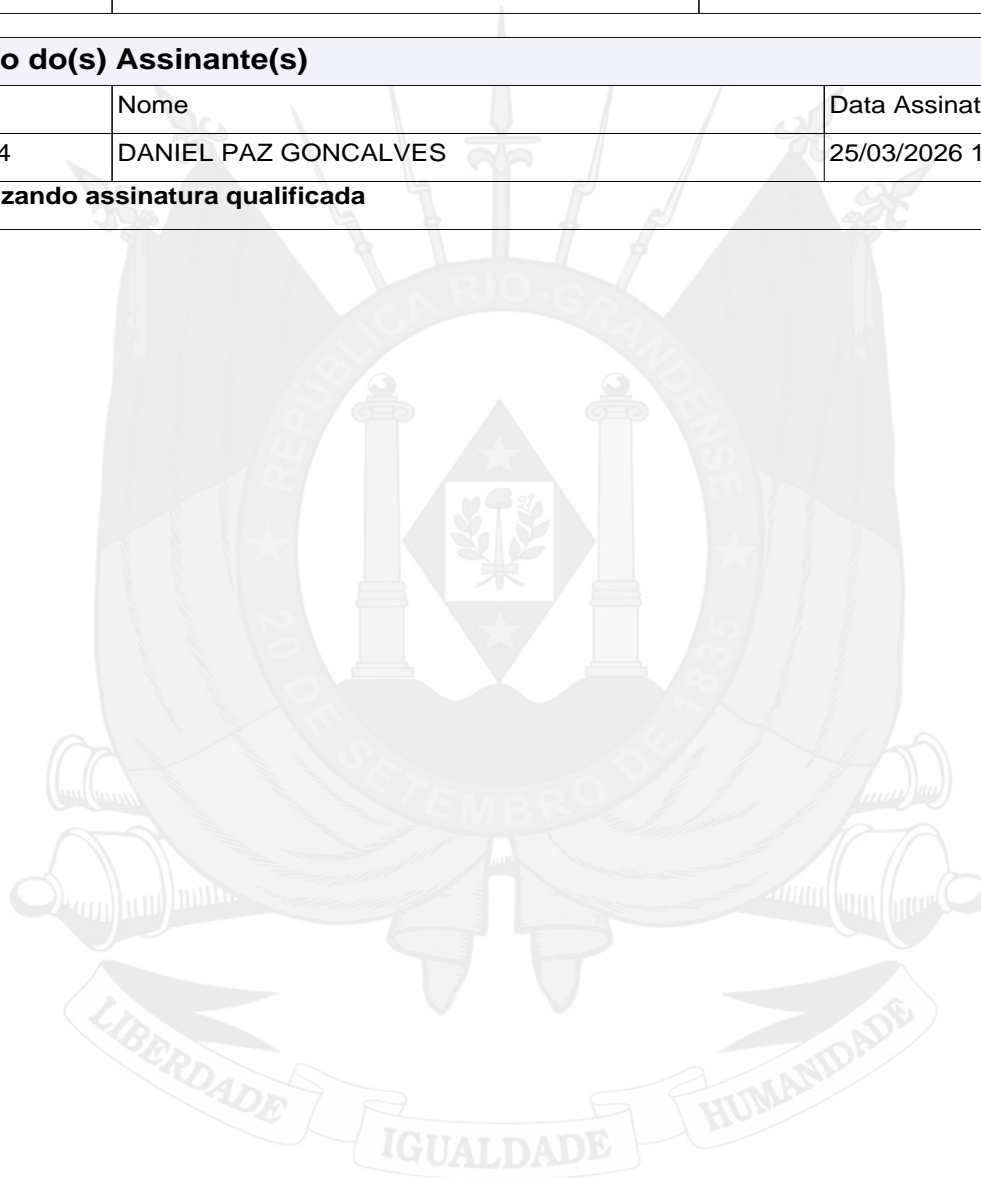 o do(s) Assinante(s)
Nome
Data Assinat
4
DANIEL PAZ GONCALVES
25/03/2026 1
zando assinatura qualificada
REPÚBLICA RIO-GRANDENSE
20 DE SETEMBRO DE 1835
LIBERDADE
IGUALDADE
HUMANIDADE